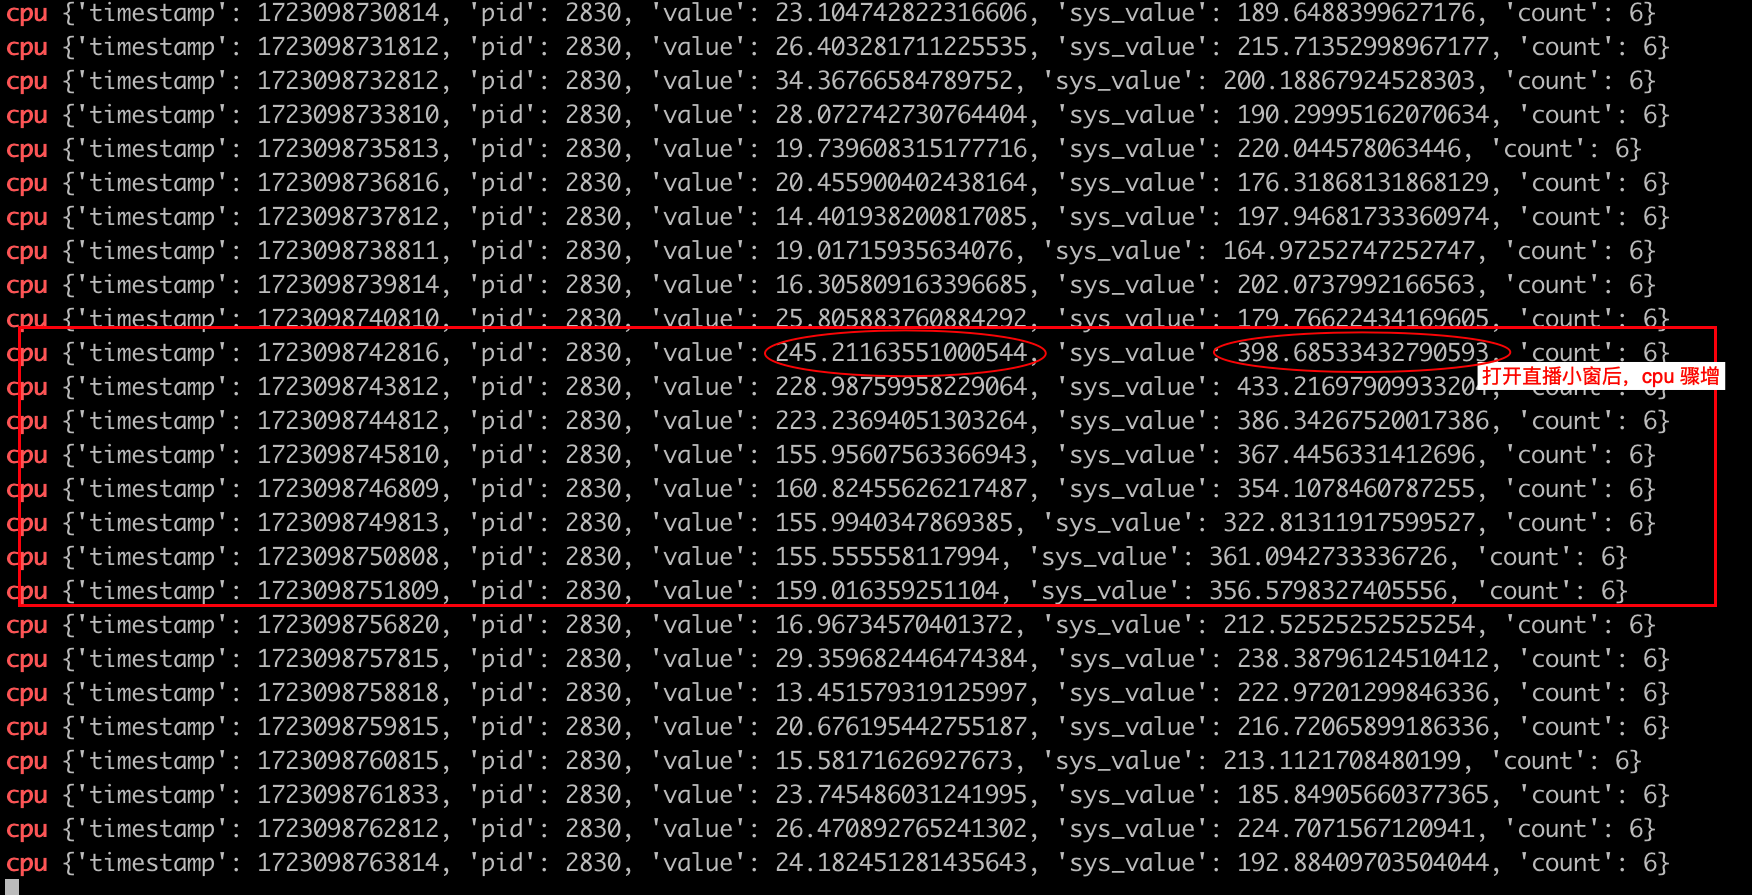 cpu {'timestamp': 1723098730814, 'pid': 2830, 'value': 23.104742822316606, 'sys_value': 189.6488399627176, 'count': 6}
cpu {'timestamp': 1723098731812, 'pid': 2830, 'value': 26.403281711225535, 'sys_value': 215.71352998967177, 'count': 6}
cpu {'timestamp': 1723098732812, 'pid': 2830, 'value': 34.36766584789752, 'sys_value': 200.18867924528303, 'count': 6}
cpu {'timestamp': 1723098733810, 'pid': 2830, 'value': 28.072742730764404, 'sys_value': 190.29995162070634, 'count': 6}
cpu {'timestamp': 1723098735813, 'pid': 2830, 'value': 19.739608315177716, 'sys_value': 220.044578063446, 'count': 6}
cpu {'timestamp': 1723098736816, 'pid': 2830, 'value': 20.455900402438164, 'sys_value': 176.31868131868129, 'count': 6}
cpu {'timestamp': 1723098737812, 'pid': 2830, 'value': 14.401938200817085, 'sys_value': 197.94681733360974, 'count': 6}
cpu {'timestamp': 1723098738811, 'pid': 2830, 'value': 19.01715935634076, 'sys_value': 164.97252747252747, 'count': 6}
cpu {'timestamp': 1723098739814, 'pid': 2830, 'value': 16.305809163396685, 'sys_value': 202.0737992166563, 'count': 6}
cpu {'timestamp': 1723098740810, 'pid': 2830, 'value': 25.805883760884292, 'sys_value': 179.76622434169605, 'count': 6}
cpu {'timestamp': 1723098742816, 'pid': 2830, 'value': 245.21163551000544, 'sys_value': 398.68533432790593, 'count': 6}
打开直播小窗后，cpu 骤增
cpu {'timestamp': 1723098743812, 'pid': 2830, 'value': 228.98759958229064, 'sys_value': 6}
cpu {'timestamp': 1723098744812, 'pid': 2830, 'value': 223.23694051303264, 'sys_value': 386.34267520017386, 'count': 6}
cpu {'timestamp': 1723098745810, 'pid': 2830, 'value': 155.95607563366943, 'sys_value': 367.4456331412696, 'count': 6}
cpu {'timestamp': 1723098746809, 'pid': 2830, 'value': 160.82455626217487, 'sys_value': 354.1078460787255, 'count': 6}
cpu {'timestamp': 1723098749813, 'pid': 2830, 'value': 155.9940347869385, 'sys_value': 322.81311917599527, 'count': 6}
cpu {'timestamp': 1723098750808, 'pid': 2830, 'value': 155.555558117994, 'sys_value': 361.0942733336726, 'count': 6}
cpu {'timestamp': 1723098751809, 'pid': 2830, 'value': 159.016359251104, 'sys_value': 356.5798327405556, 'count': 6}
cpu {'timestamp': 1723098756820, 'pid': 2830, 'value': 16.96734570401372, 'sys_value': 212.52525252525254, 'count': 6}
cpu {'timestamp': 1723098757815, 'pid': 2830, 'value': 29.359682446474384, 'sys_value': 238.38796124510412, 'count': 6}
cpu {'timestamp': 1723098758818, 'pid': 2830, 'value': 13.451579319125997, 'sys_value': 222.97201299846336, 'count': 6}
cpu {'timestamp': 1723098759815, 'pid': 2830, 'value': 20.676195442755187, 'sys_value': 216.72065899186336, 'count': 6}
cpu {'timestamp': 1723098760815, 'pid': 2830, 'value': 15.58171626927673, 'sys_value': 213.1121708480199, 'count': 6}
cpu {'timestamp': 1723098761833, 'pid': 2830, 'value': 23.745486031241995, 'sys_value': 185.84905660377365, 'count': 6}
cpu {'timestamp': 1723098762812, 'pid': 2830, 'value': 26.470892765241302, 'sys_value': 224.7071567120941, 'count': 6}
cpu {'timestamp': 1723098763814, 'pid': 2830, 'value': 24.182451281435643, 'sys_value': 192.88409703504044, 'count': 6}